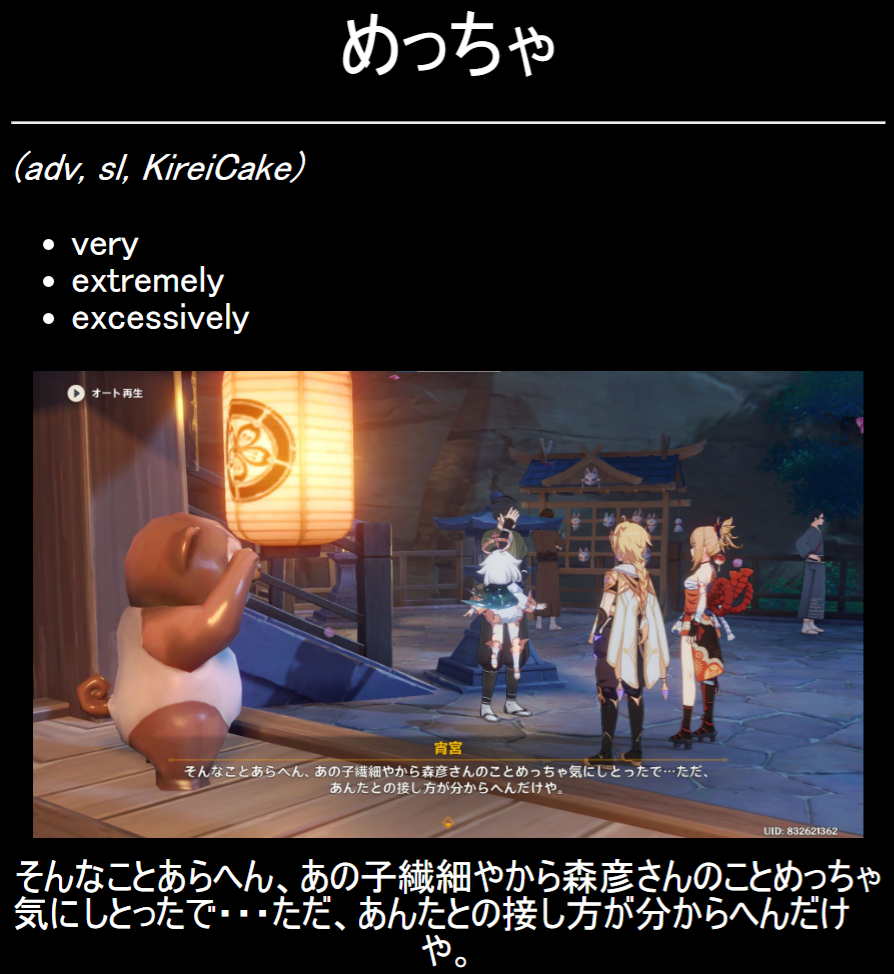 めっちゃ
(adv, sl, KireiCake)
• very
• extremely
• excessively
オート再生
宵宮
そんなことあらへん、あの子繊細やから森彦さんのことめっちゃ気にしとったで…ただ、
あんたとの接し方が分からへんだけや。
UID: 832621362
そんなことあらへん、あの子繊細やから森彦さんのことめっちゃ
気にしとったで・・・ただ、あんたとの接し方が分からへんだけ
や。